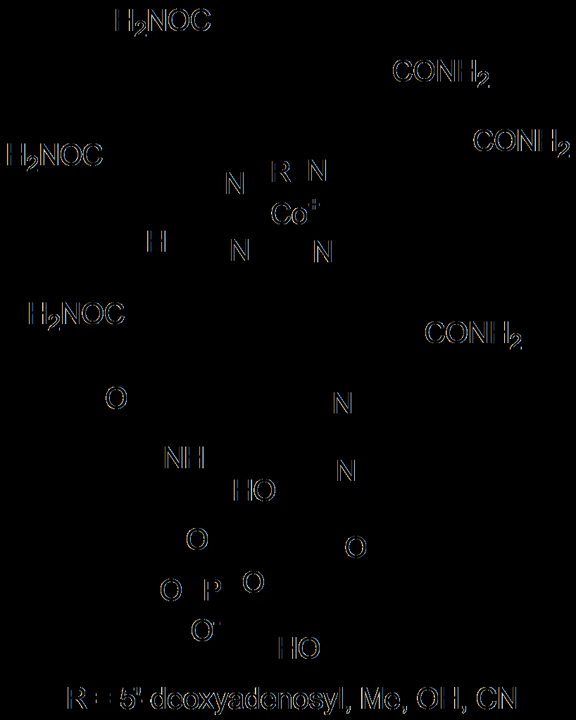 H₂NOC
CONH₂
CONH₂
H₂NOC
N R N
Co⁺
H N N
H₂NOC
CONH₂
O N
NH N
HO
O O
O P O
O⁻
HO
R = 5'-deoxyadenosyl, Me, OH, CN